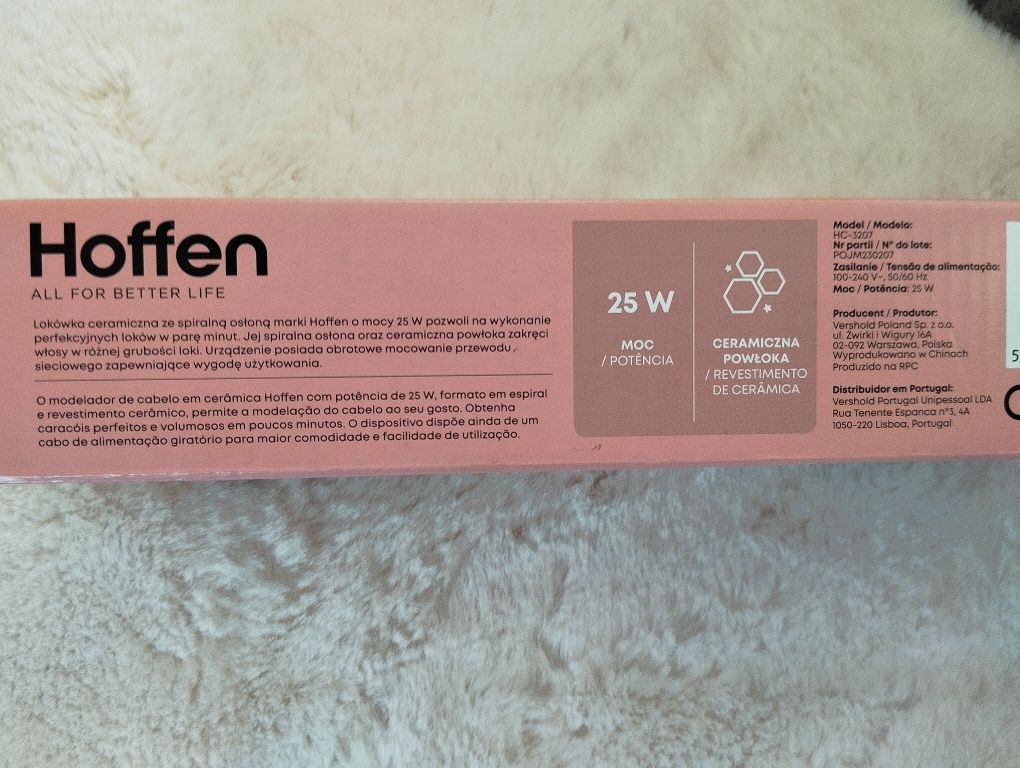 Hoffen
ALL FOR BETTER LIFE
Lokówka ceramiczna ze spiralną osłoną marki Hoffen o mocy 25 W pozwoli na wykonanie
perfekcyjnych loków w parę minut. Jej spiralna osłona oraz ceramiczna powłoka zakręci
włosy w różnej grubości loki. Urządzenie posiada obrotowe mocowanie przewodu
sieciowego zapewniające wygodę użytkowania.
O modelador de cabelo em cerâmica Hoffen com potência de 25 W, formato em espiral
e revestimento cerâmico, permite a modelação do cabelo ao seu gosto. Obtenha
caracóis perfeitos e volumosos em poucos minutos. O dispositivo dispõe ainda de um
cabo de alimentação giratório para maior comodidade e facilidade de utilização.
25 W
MOC
/ POTÊNCIA
CERAMICZNA
POWŁOKA
/ REVESTIMENTO
DE CERÂMICA
Model / Modelo:
HC-3207
Nr partii / Nº do lote:
POJM230207
Zasilanie / Tensão de alimentação:
100-240 V~, 50/60 Hz
Moc / Potência: 25 W
Producent / Produtor:
Vershold Poland Sp. z o.o.
ul. Żwirki i Wigury 16A
02-092 Warszawa, Polska
Wyprodukowano w Chinach
Produzido na RPC
Distribuidor em Portugal:
Vershold Portugal Unipessoal LDA
Rua Tenente Espanca nº3, 4A
1050-220 Lisboa, Portugal
5